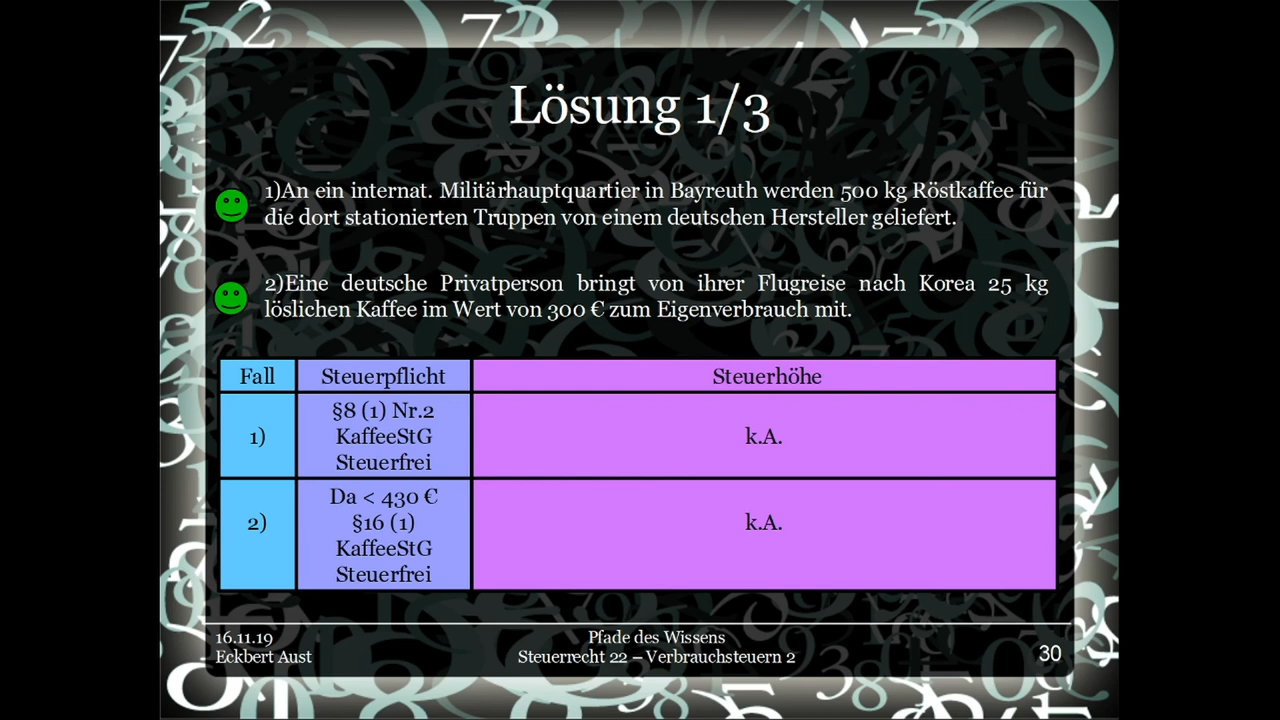 Lösung 1/3
1)An ein internat. Militärhauptquartier in Bayreuth werden 500 kg Röstkaffee für
die dort stationierten Truppen von einem deutschen Hersteller geliefert.
2)Eine deutsche Privatperson bringt von ihrer Flugreise nach Korea 25 kg
löslichen Kaffee im Wert von 300 € zum Eigenverbrauch mit.
Fall Steuerpflicht Steuerhöhe
1)
§8 (1) Nr.2
KaffeeStG
Steuerfrei
k.A.
2)
Da < 430 €
§16 (1)
KaffeeStG
Steuerfrei
k.A.
16.11.19
Eckbert Aust
Pfade des Wissens
Steuerrecht 22 – Verbrauchsteuern 2
30